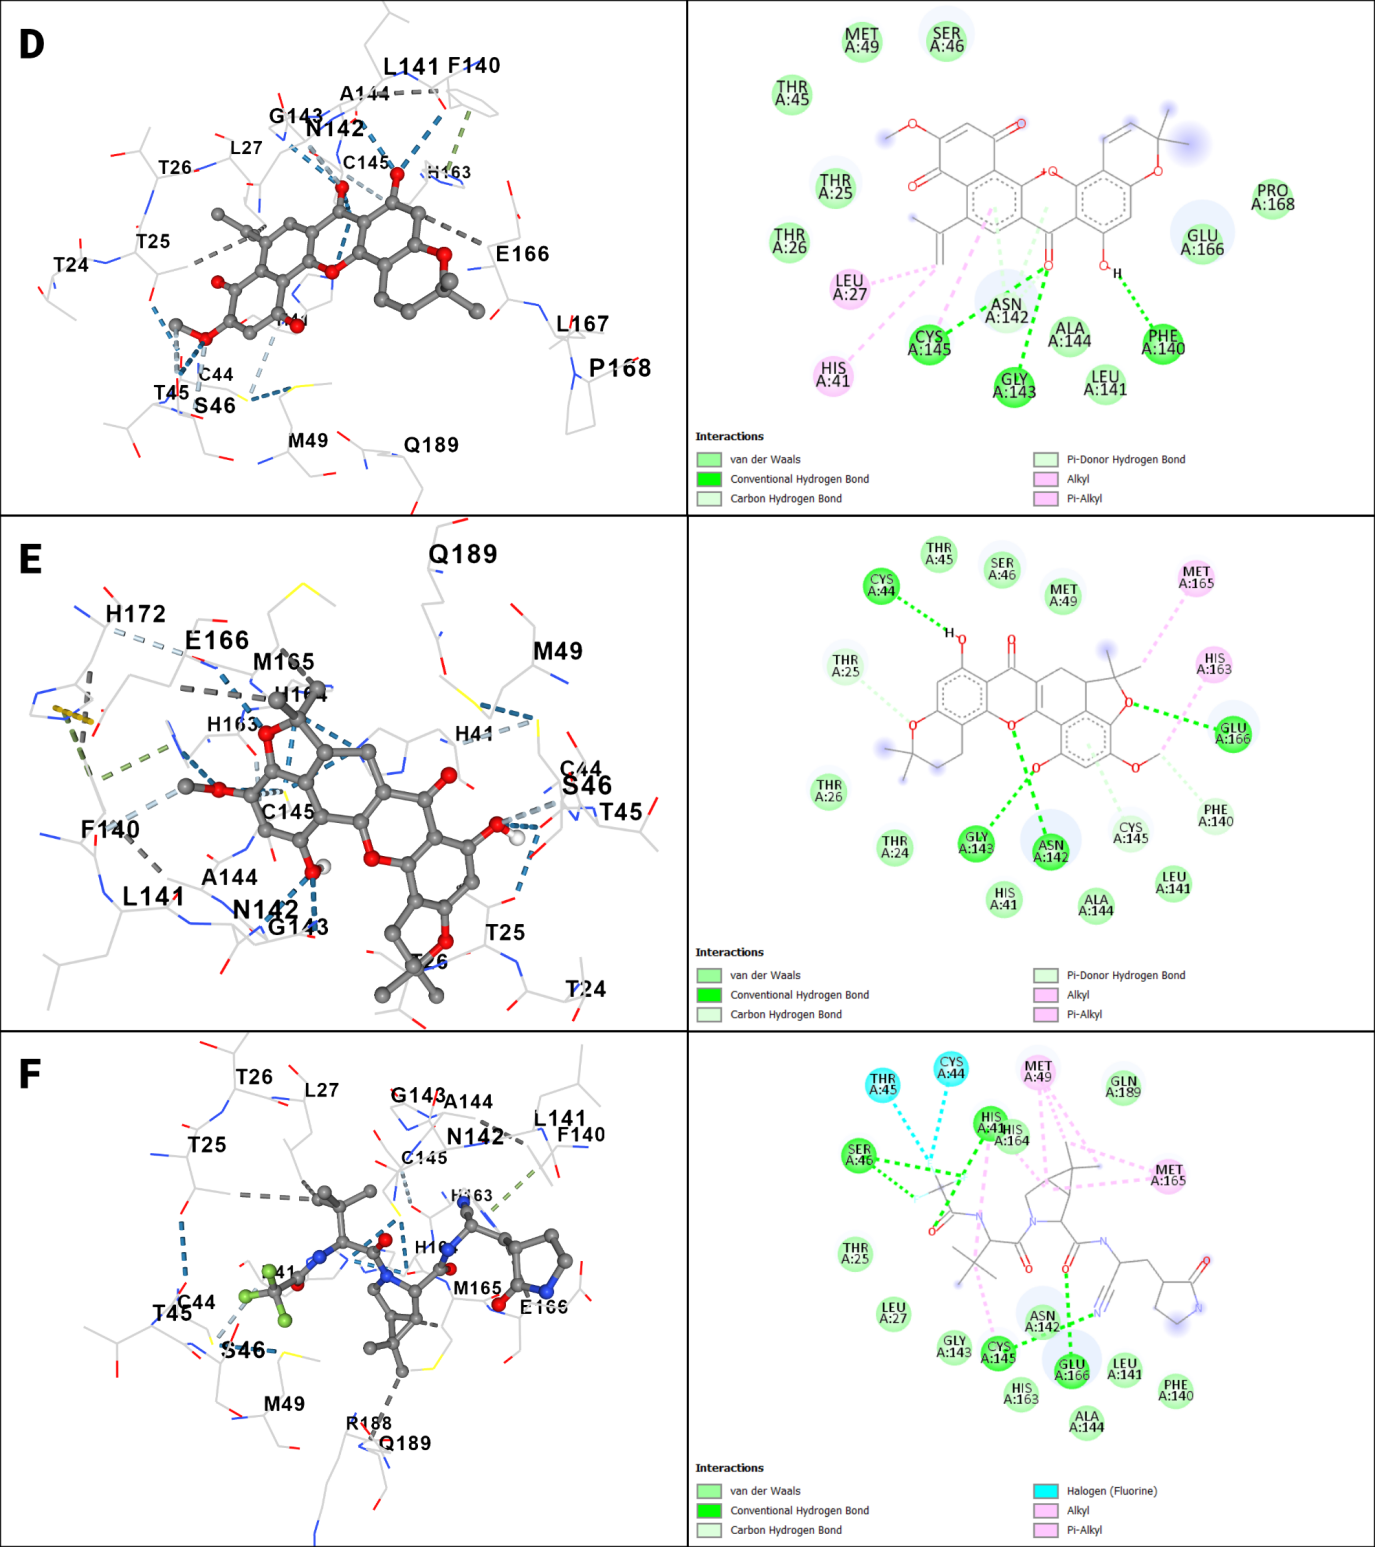 D
L141 F140
A144
G143
N142
L27
C145
H163
T26
T25
E166
T24
L167
P168
C44
T45
S46
M49
Q189
MET
A:49
SER
A:46
THR
A:45
THR
A:25
THR
A:26
PRO
A:168
GLU
A:166
LEU
A:27
ASN
A:142
CYS
A:145
ALA
A:144
PHE
A:140
HIS
A:41
GLY
A:143
LEU
A:141
O
O
O
O
O
O
O
H
Interactions
van der Waals
Conventional Hydrogen Bond
Carbon Hydrogen Bond
Pi-Donor Hydrogen Bond
Alkyl
Pi-Alkyl
E
Q189
H172
E166
M165
M49
H164
H163
H41
C44
S46
T45
C145
F140
A144
L141
N142
G143
T25
T26
T24
THR
A:45
SER
A:46
CYS
A:44
MET
A:49
MET
A:165
THR
A:25
HIS
A:163
GLU
A:166
THR
A:26
THR
A:24
GLY
A:143
ASN
A:142
CYS
A:145
PHE
A:140
HIS
A:41
ALA
A:144
LEU
A:141
H
O
O
O
O
O
O
O
Interactions
van der Waals
Conventional Hydrogen Bond
Carbon Hydrogen Bond
Pi-Donor Hydrogen Bond
Alkyl
Pi-Alkyl
F
T26
L27
G143
A144
L141
F140
N142
T25
C145
H163
M165
E166
C44
T45
S46
M49
R188
Q189
THR
A:45
CYS
A:44
MET
A:49
GLN
A:189
HIS
A:41
HIS
A:164
SER
A:46
MET
A:165
THR
A:25
LEU
A:27
GLY
A:143
CYS
A:145
ASN
A:142
GLU
A:166
LEU
A:141
PHE
A:140
HIS
A:163
ALA
A:144
O
N
O
N
O
N
N
O
N
Interactions
van der Waals
Conventional Hydrogen Bond
Carbon Hydrogen Bond
Halogen (Fluorine)
Alkyl
Pi-Alkyl